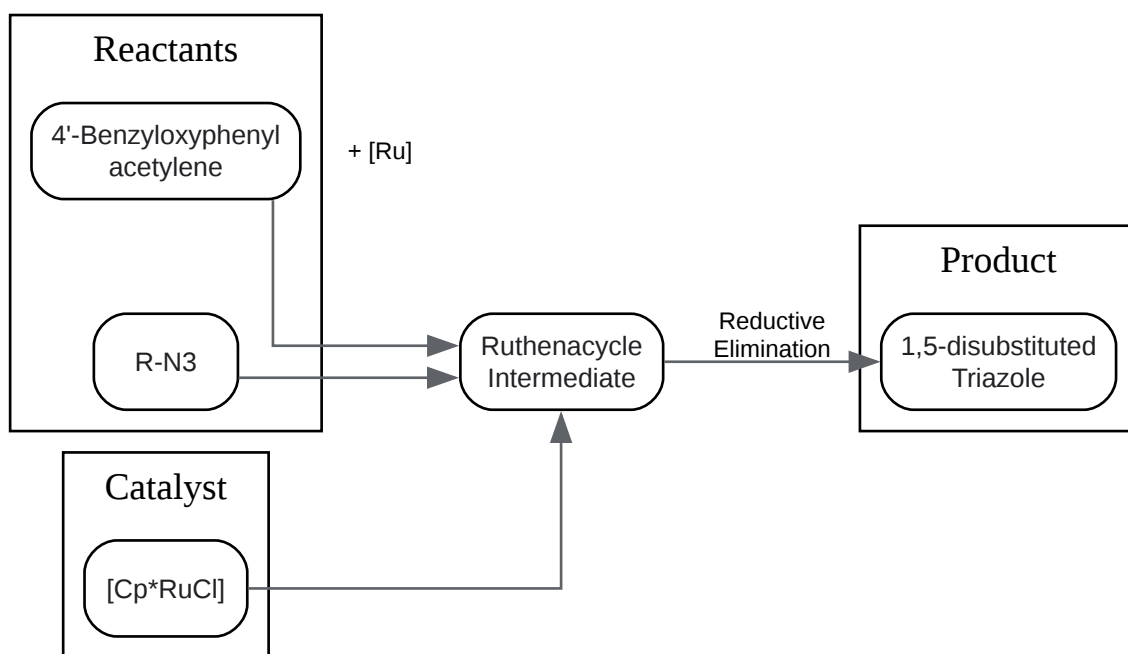 Reactants
4'-Benzyloxyphenyl
acetylene
+ [Ru]
R-N3
Ruthenacycle
Intermediate
Reductive
Elimination
Product
1,5-disubstituted
Triazole
Catalyst
[Cp*RuCl]